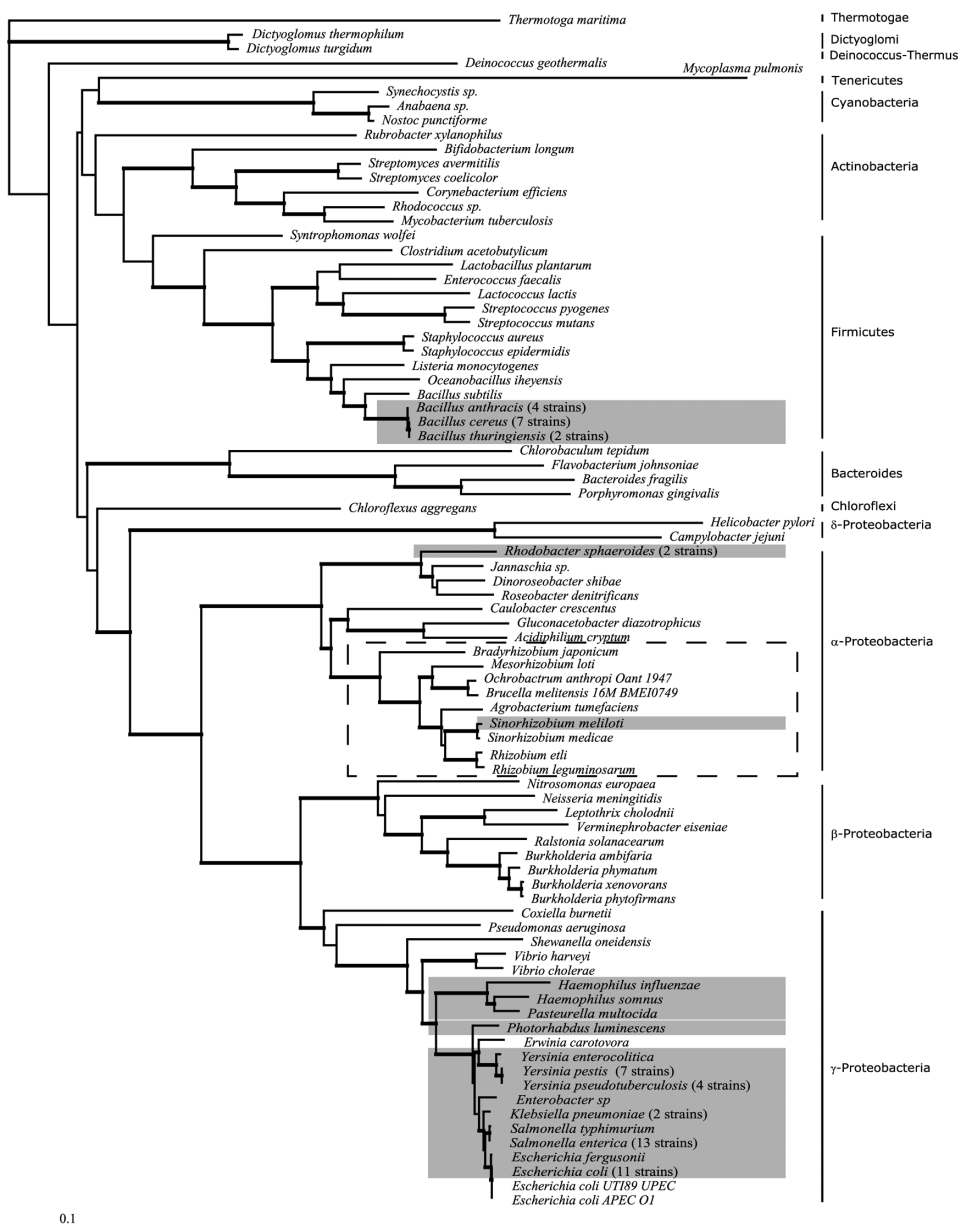 Thermotoga maritima
Thermotogae
Dictyoglomus thermophilum
Dictyoglomus turgidum
Dictyoglomi
Deinococcus-Thermus
Deinococcus geothermalis
Mycoplasma pulmonis
Tenericutes
Synechocystis sp.
Anabaena sp.
Nostoc punctiforme
Cyanobacteria
Rubrobacter xylanophilus
Bifidobacterium longum
Streptomyces avermitilis
Streptomyces coelicolor
Corynebacterium efficiens
Rhodococcus sp.
Mycobacterium tuberculosis
Actinobacteria
Syntrophomonas wolfei
Clostridium acetobutylicum
Lactobacillus plantarum
Enterococcus faecalis
Lactococcus lactis
Streptococcus pyogenes
Streptococcus mutans
Staphylococcus aureus
Staphylococcus epidermidis
Listeria monocytogenes
Oceanobacillus iheyensis
Bacillus subtilis
Bacillus anthracis (4 strains)
Bacillus cereus (7 strains)
Bacillus thuringiensis (2 strains)
Firmicutes
Chlorobaculum tepidum
Flavobacterium johnsoniae
Bacteroides fragilis
Porphyromonas gingivalis
Bacteroides
Chloroflexus aggregans
Chloroflexi
Helicobacter pylori
Campylobacter jejuni
δ-Proteobacteria
Rhodobacter sphaeroides (2 strains)
Jannaschia sp.
Dinoroseobacter shibae
Roseobacter denitrificans
Caulobacter crescentus
Gluconacetobacter diazotrophicus
Acidiphilium cryptum
Bradyrhizobium japonicum
Mesorhizobium loti
Ochrobactrum anthropi Oant 1947
Brucella melitensis 16M BMEI0749
Agrobacterium tumefaciens
Sinorhizobium meliloti
Sinorhizobium medicae
Rhizobium etli
Rhizobium leguminosarum
α-Proteobacteria
Nitrosomonas europaea
Neisseria meningitidis
Leptothrix cholodnii
Verminephrobacter eiseniae
Ralstonia solanacearum
Burkholderia ambifaria
Burkholderia phymatum
Burkholderia xenovorans
Burkholderia phytofirmans
β-Proteobacteria
Coxiella burnetii
Pseudomonas aeruginosa
Shewanella oneidensis
Vibrio harveyi
Vibrio cholerae
Haemophilus influenzae
Haemophilus somnus
Pasteurella multocida
Photorhabdus luminescens
Erwinia carotovora
Yersinia enterocolitica
Yersinia pestis (7 strains)
Yersinia pseudotuberculosis (4 strains)
Enterobacter sp
Klebsiella pneumoniae (2 strains)
Salmonella typhimurium
Salmonella enterica (13 strains)
Escherichia fergusonii
Escherichia coli (11 strains)
Escherichia coli UTI89 UPEC
Escherichia coli APEC O1
γ-Proteobacteria
0.1